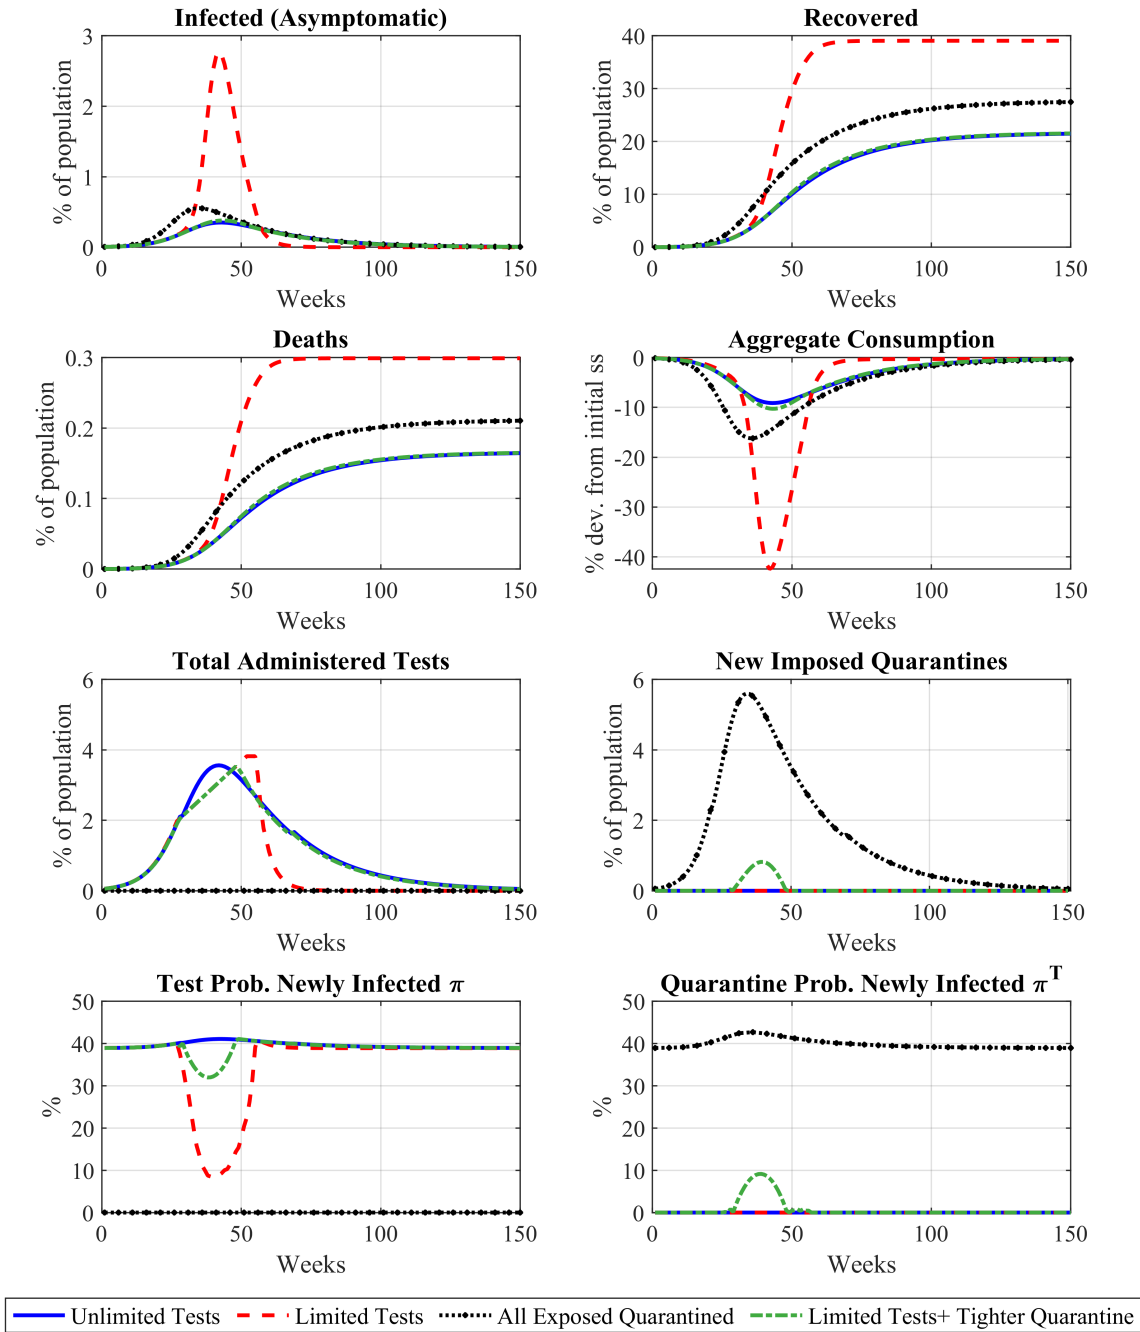 Infected (Asymptomatic)
% of population
3
2
1
0
0
50
100
150
Weeks
Recovered
% of population
40
30
20
10
0
0
50
100
150
Weeks
Deaths
% of population
0.3
0.2
0.1
0
0
50
100
150
Weeks
Aggregate Consumption
% dev. from initial ss
0
-10
-20
-30
-40
0
50
100
150
Weeks
Total Administered Tests
% of population
6
4
2
0
0
50
100
150
Weeks
New Imposed Quarantines
% of population
6
4
2
0
0
50
100
150
Weeks
Test Prob. Newly Infected π
%
50
40
30
20
10
0
0
50
100
150
Weeks
Quarantine Prob. Newly Infected π^T
%
50
40
30
20
10
0
0
50
100
150
Weeks
Unlimited Tests
Limited Tests
All Exposed Quarantined
Limited Tests+ Tighter Quarantine